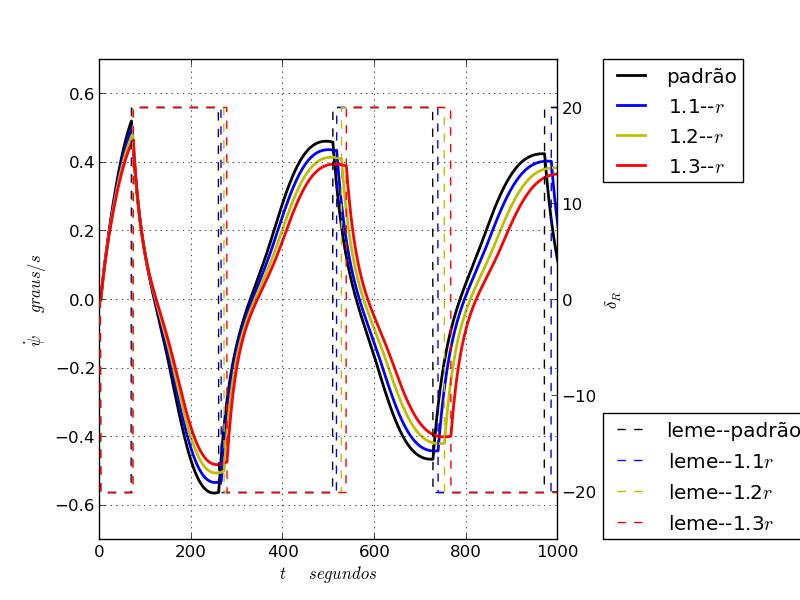 0.6
0.4
0.2
0.0
−0.2
−0.4
−0.6
ψ̇ graus/s
0 200 400 600 800 1000
t segundos
20
10
0
−10
−20
δ_R
padrão
1.1--r
1.2--r
1.3--r
leme--padrão
leme--1.1r
leme--1.2r
leme--1.3r